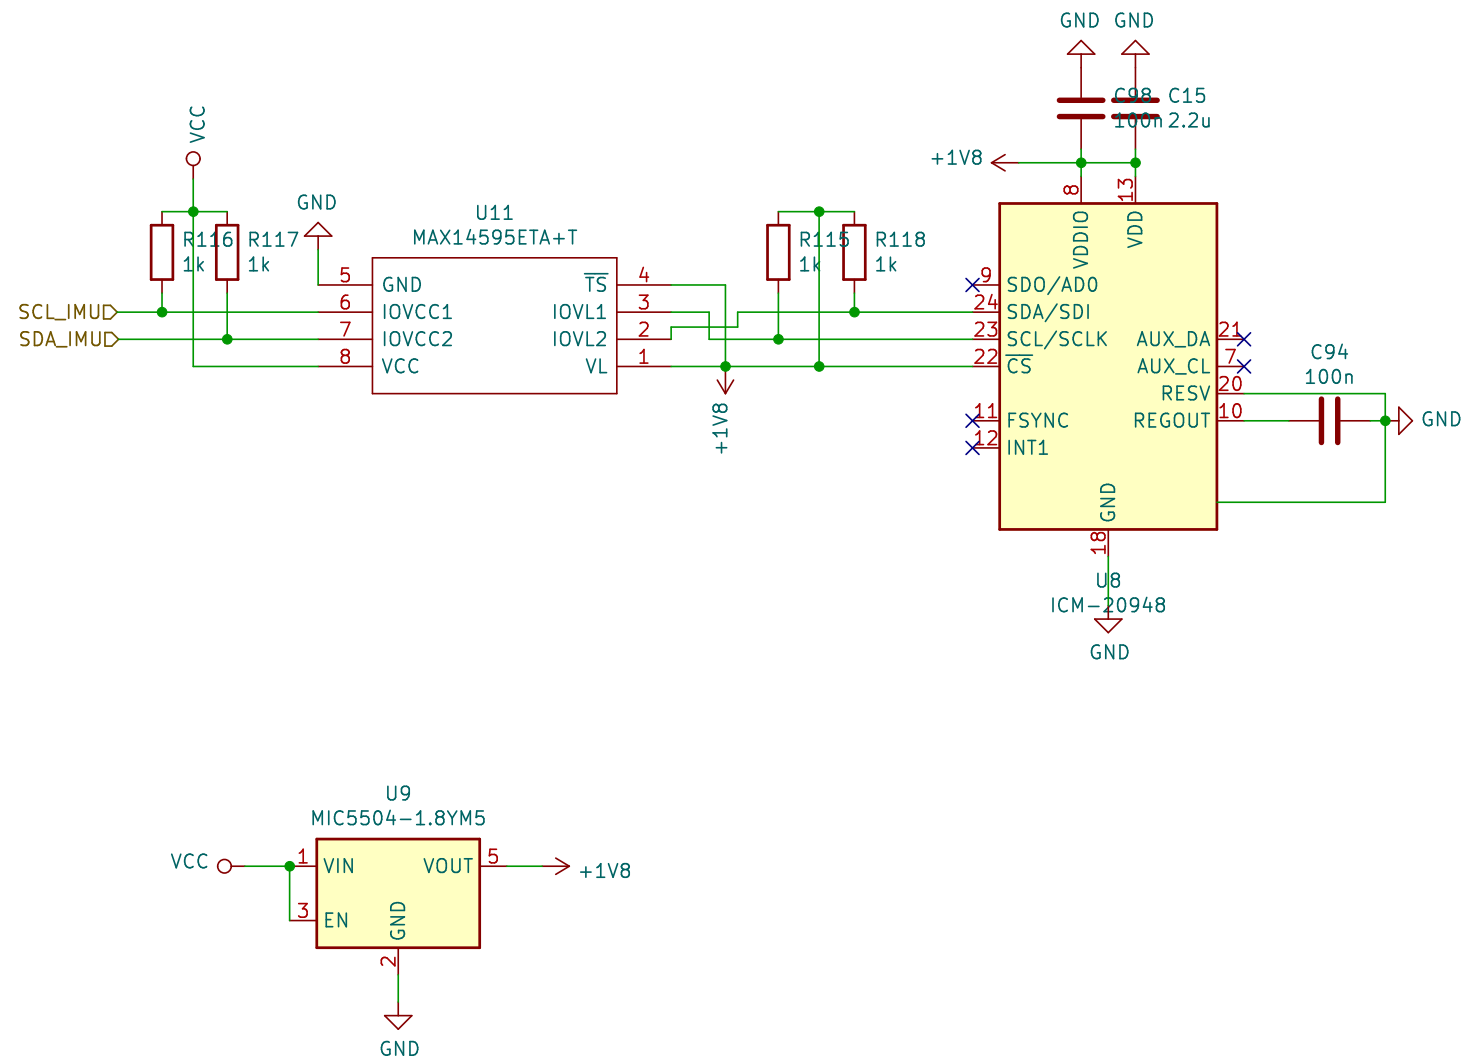 GND GND
C98 C15
100n 2.2u
+1V8
8
13
VDDIO
VDD
VCC
GND
R116
1k
R117
1k
SCL_IMU
SDA_IMU
U11
MAX14595ETA+T
5 GND
6 IOVCC1
7 IOVCC2
8 VCC
TS 4
IOVL1 3
IOVL2 2
VL 1
+1V8
R115
1k
R118
1k
9 SDO/AD0
24 SDA/SDI
23 SCL/SCLK
22 CS
11 FSYNC
12 INT1
AUX_DA 21
AUX_CL 7
RESV 20
REGOUT 10
C94
100n
GND
GND
18
U8
ICM-20948
GND
U9
MIC5504-1.8YM5
VCC
1 VIN
3 EN
VOUT 5
+1V8
GND
2
GND